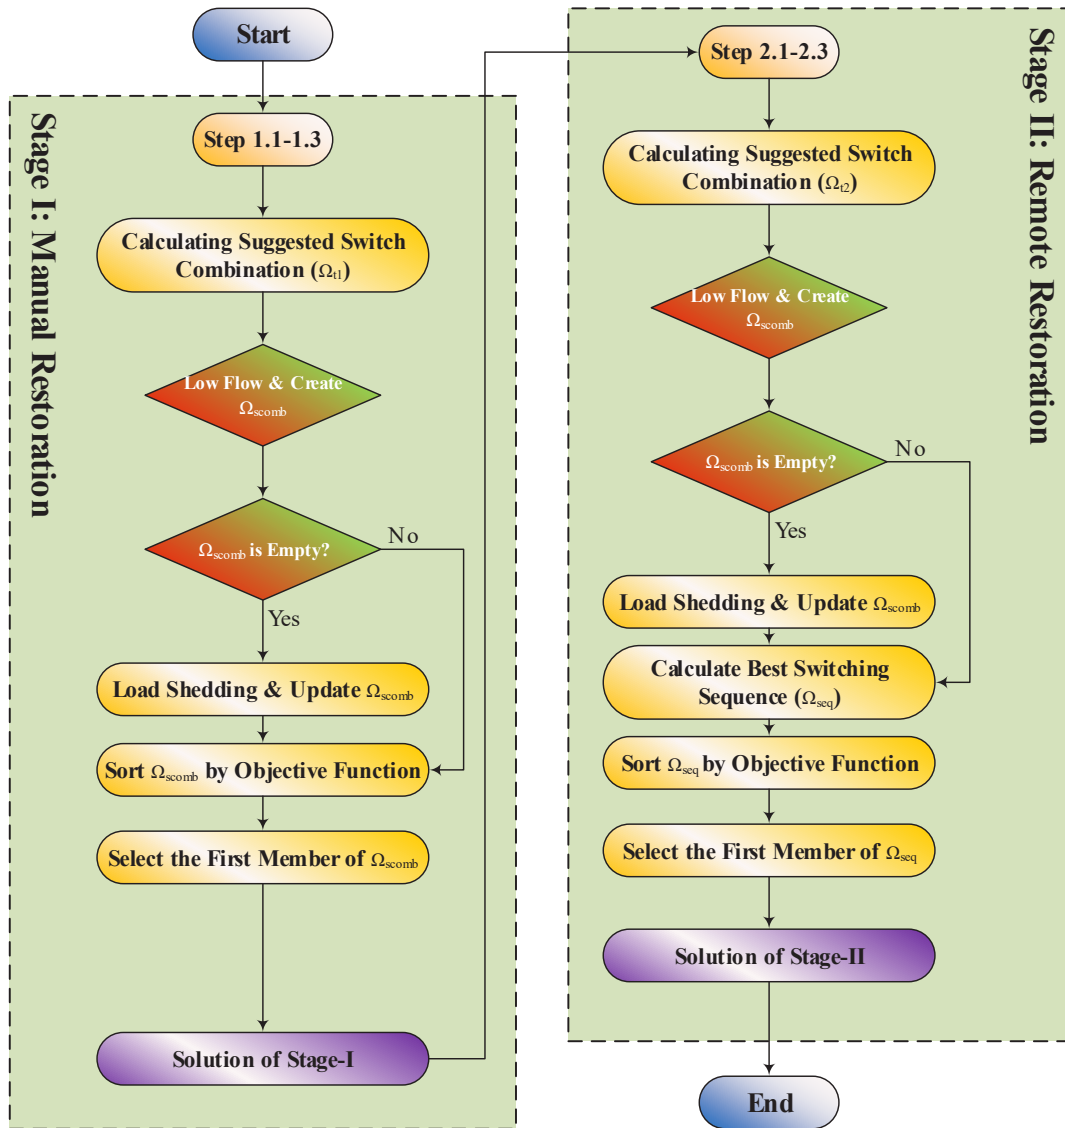 Start
Stage I: Manual Restoration
Step 1.1-1.3
Calculating Suggested Switch
Combination (Ωt1)
Low Flow & Create
Ωscomb
Ωscomb is Empty?
No
Yes
Load Shedding & Update Ωscomb
Sort Ωscomb by Objective Function
Select the First Member of Ωscomb
Solution of Stage-I
Stage II: Remote Restoration
Step 2.1-2.3
Calculating Suggested Switch
Combination (Ωt2)
Low Flow & Create
Ωscomb
Ωscomb is Empty?
No
Yes
Load Shedding & Update Ωscomb
Calculate Best Switching
Sequence (Ωseq)
Sort Ωseq by Objective Function
Select the First Member of Ωseq
Solution of Stage-II
End